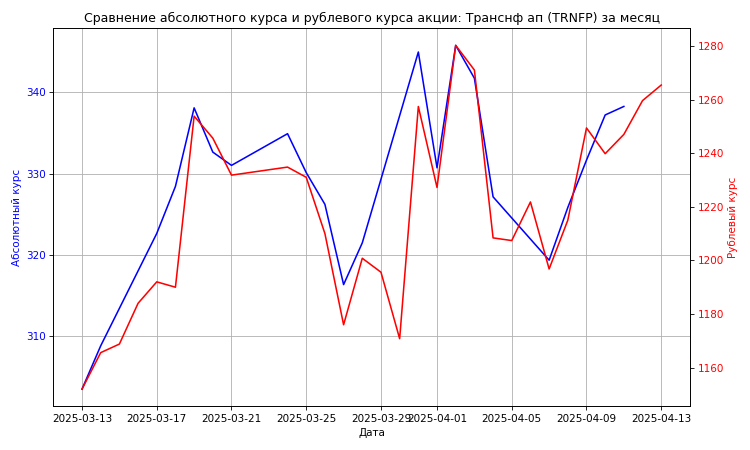 Сравнение абсолютного курса и рублевого курса акции: Транснф ап (TRNFP) за месяц
Абсолютный курс
340
330
320
310
1280
1260
1240
1220
1200
1180
1160
Рублевый курс
2025-03-13 2025-03-17 2025-03-21 2025-03-25 2025-03-29 2025-04-01 2025-04-05 2025-04-09 2025-04-13
Дата